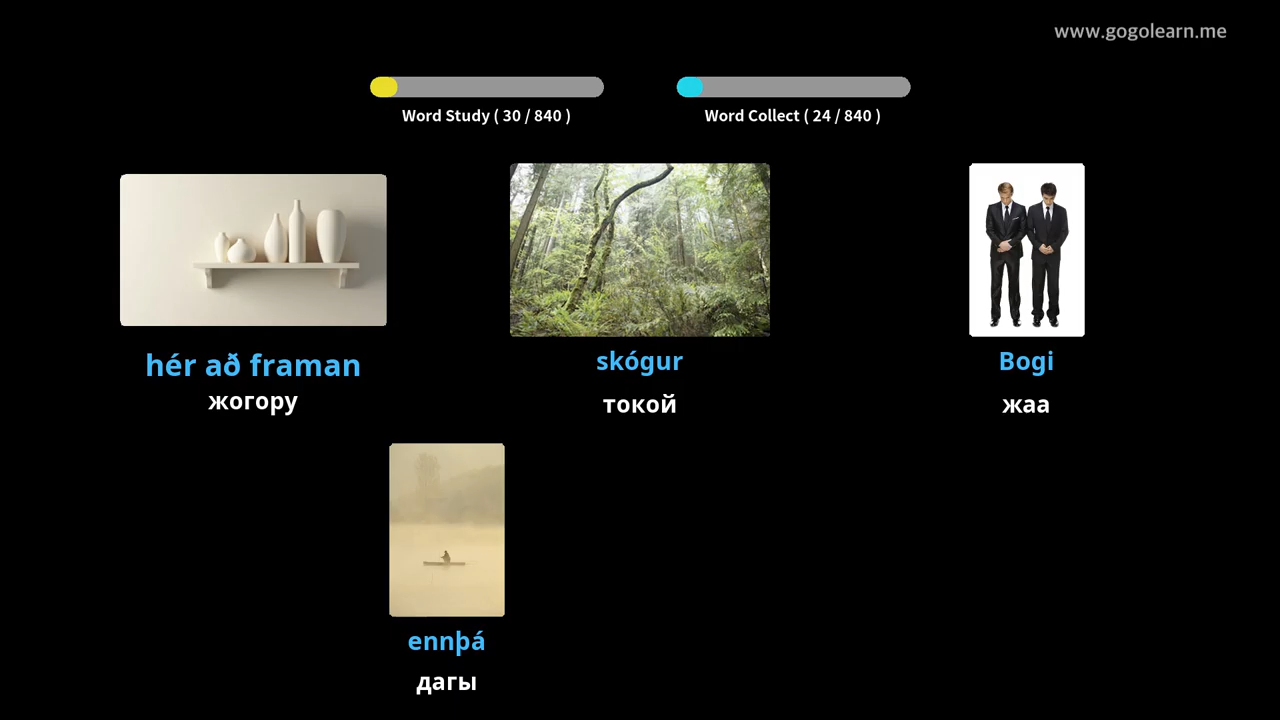 www.gogolearn.me
Word Study ( 30 / 840 )
Word Collect ( 24 / 840 )
hér að framan
жогору
skógur
токой
Bogi
жаа
ennþá
дагы